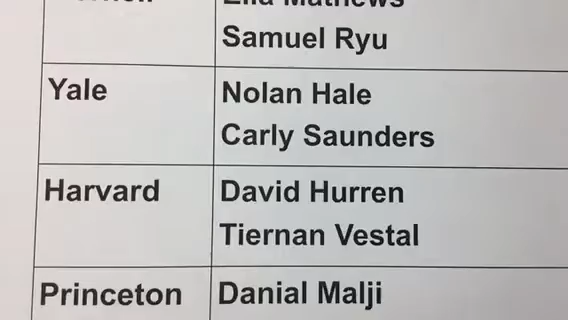 Samuel Ryu
Yale
Nolan Hale
Carly Saunders
Harvard
David Hurren
Tiernan Vestal
Princeton
Danial Malji